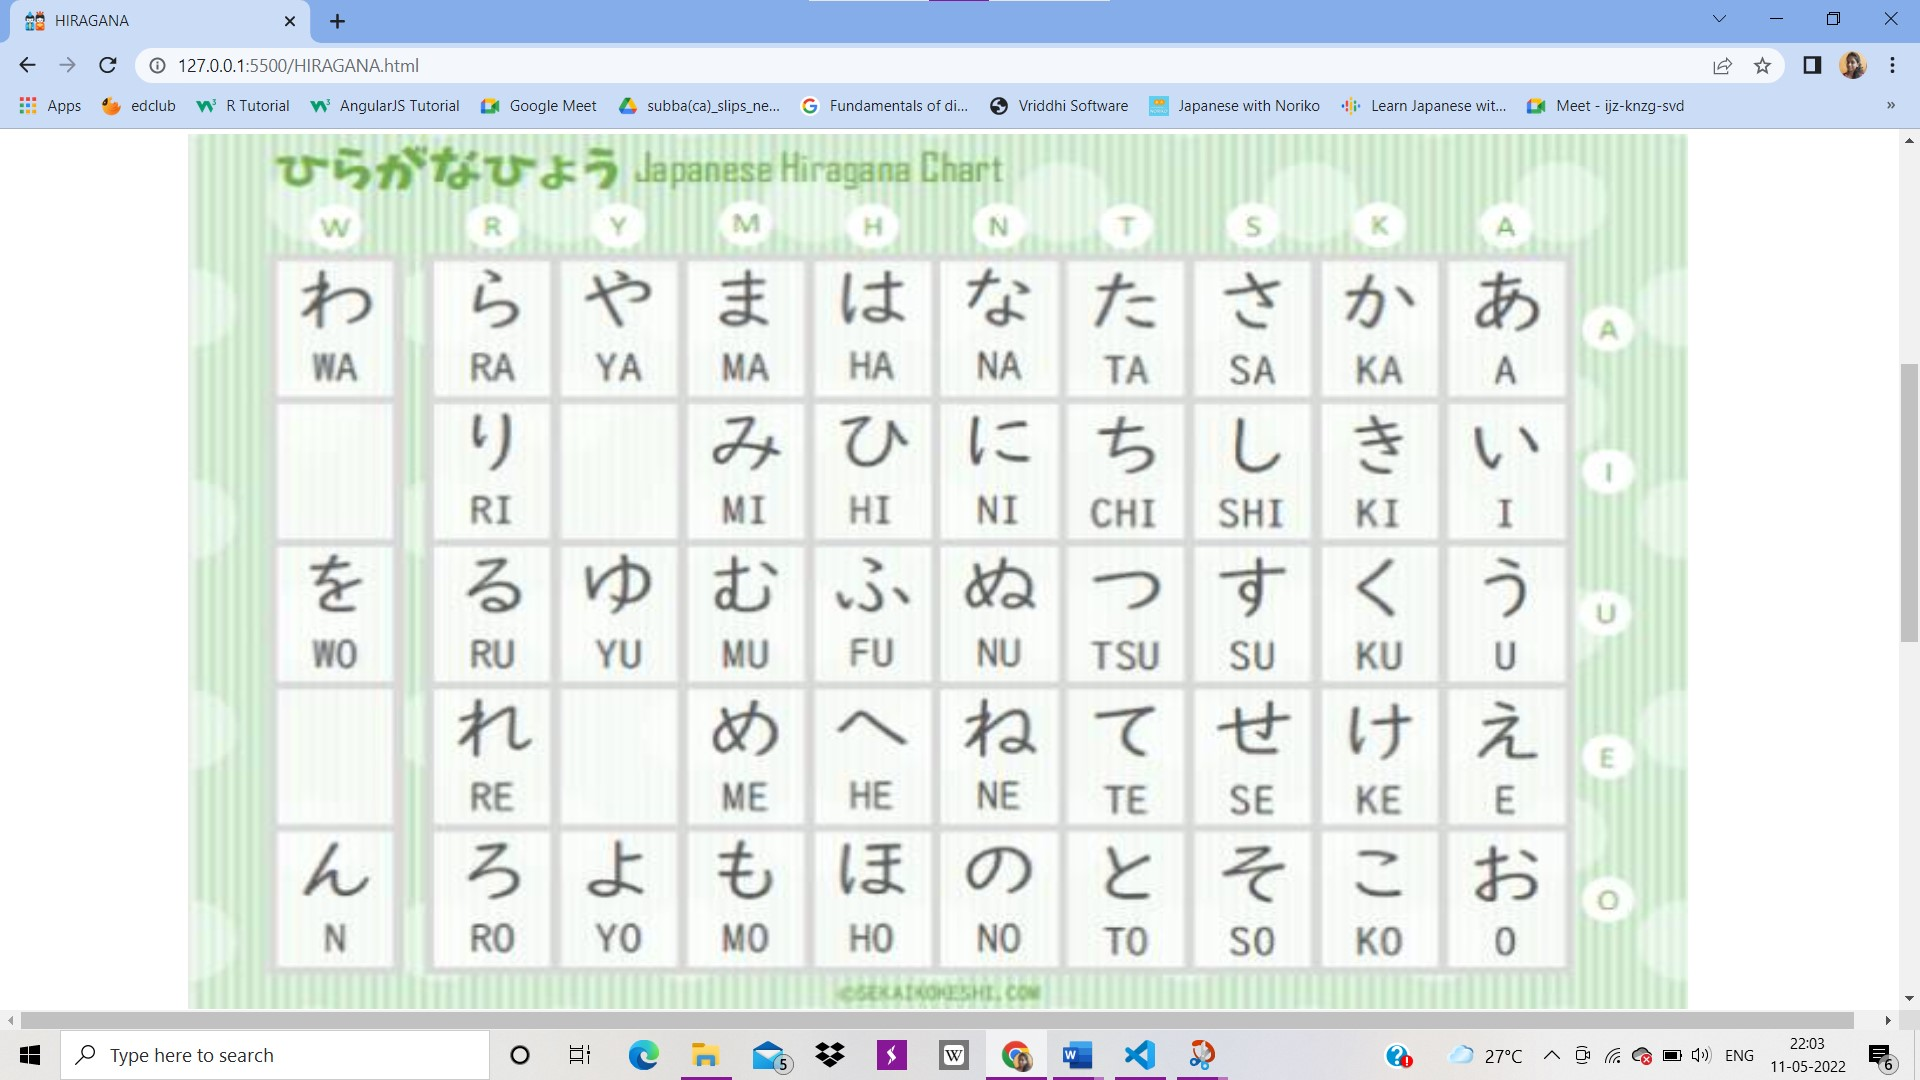 HIRAGANA
127.0.0.1:5500/HIRAGANA.html
Apps edclub R Tutorial AngularJS Tutorial Google Meet subba(ca)_slips_ne... Fundamentals of di... Vriddhi Software Japanese with Noriko Learn Japanese wit... Meet - ijz-knzg-svd »
ひらがなひょう Japanese Hiragana Chart
W R Y M H N T S K A
わ ら や ま は な た さ か あ
WA RA YA MA HA NA TA SA KA A
A
り み ひ に ち し き い
RI MI HI NI CHI SHI KI I
I
を る ゆ む ふ ぬ つ す く う
WO RU YU MU FU NU TSU SU KU U
U
れ め へ ね て せ け え
RE ME HE NE TE SE KE E
E
ん ろ よ も ほ の と そ こ お
N RO YO MO HO NO TO SO KO O
O
©SEKAIKOKESHI.COM
Type here to search
5
W
W
27°C
ENG
22:03
11-05-2022
6